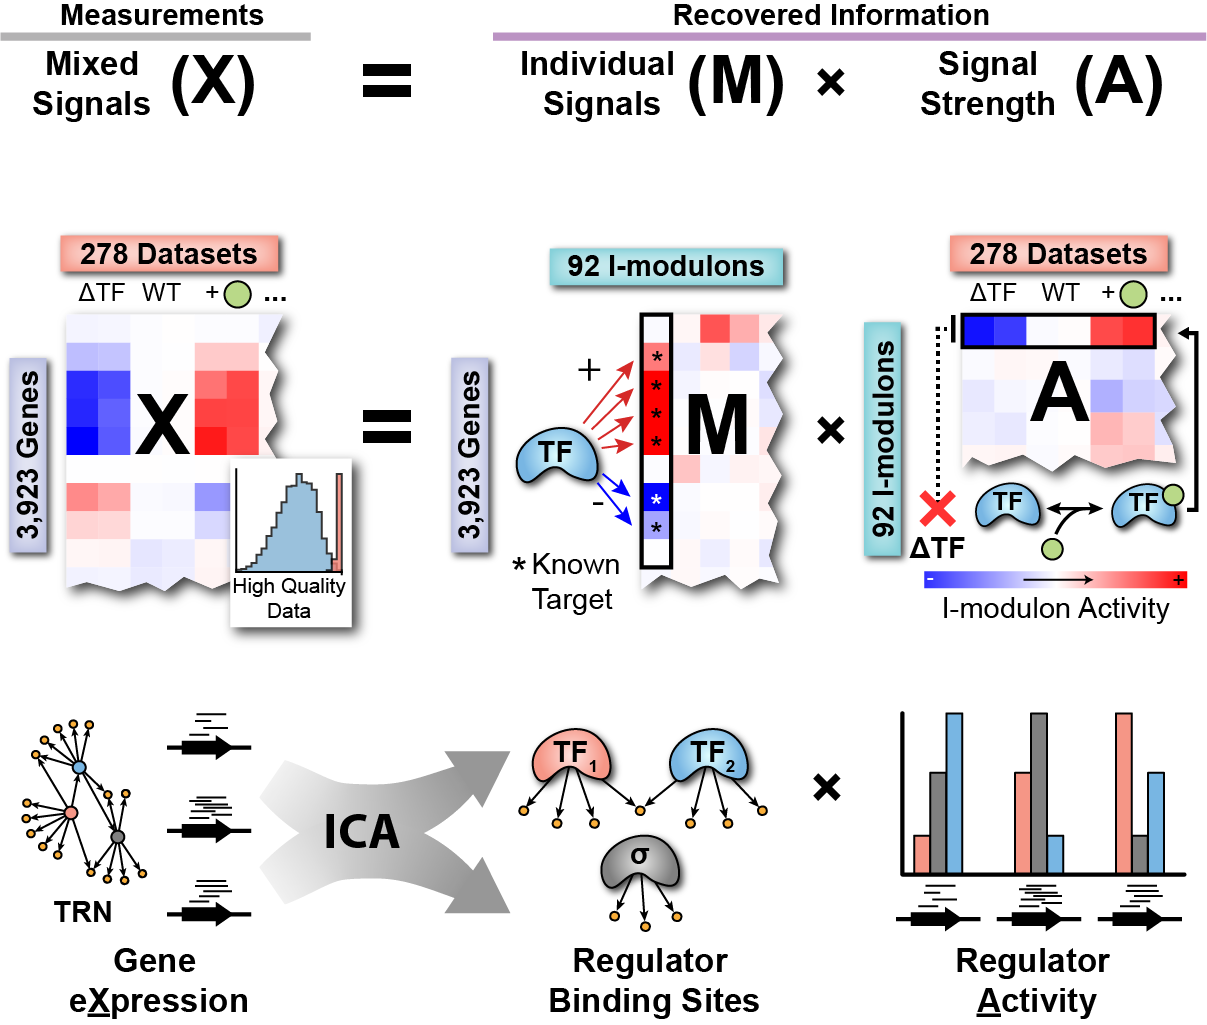 Measurements
Recovered Information
Mixed
Signals (X)
=
Individual
Signals (M)
×
Signal
Strength (A)
278 Datasets
ΔTF WT + ...
3,923 Genes
X
High Quality
Data
=
92 I-modulons
3,923 Genes
+
TF
-
* * * * * *
M
* Known
Target
×
278 Datasets
ΔTF WT + ...
92 I-modulons
A
TF
TF
ΔTF
- +
I-modulon Activity
TRN
ICA
TF1
TF2
σ
×
Gene
eXpression
Regulator
Binding Sites
Regulator
Activity